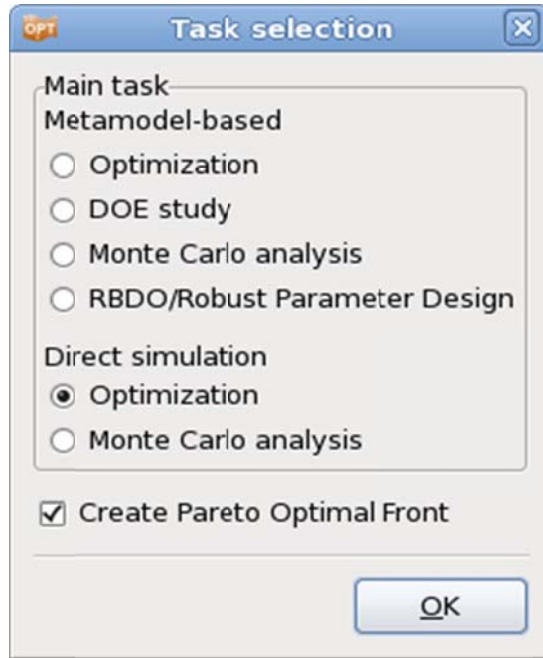 OPT
Task selection
Main task
Metamodel-based
Optimization
DOE study
Monte Carlo analysis
RBDO/Robust Parameter Design
Direct simulation
Optimization
Monte Carlo analysis
Create Pareto Optimal Front
OK